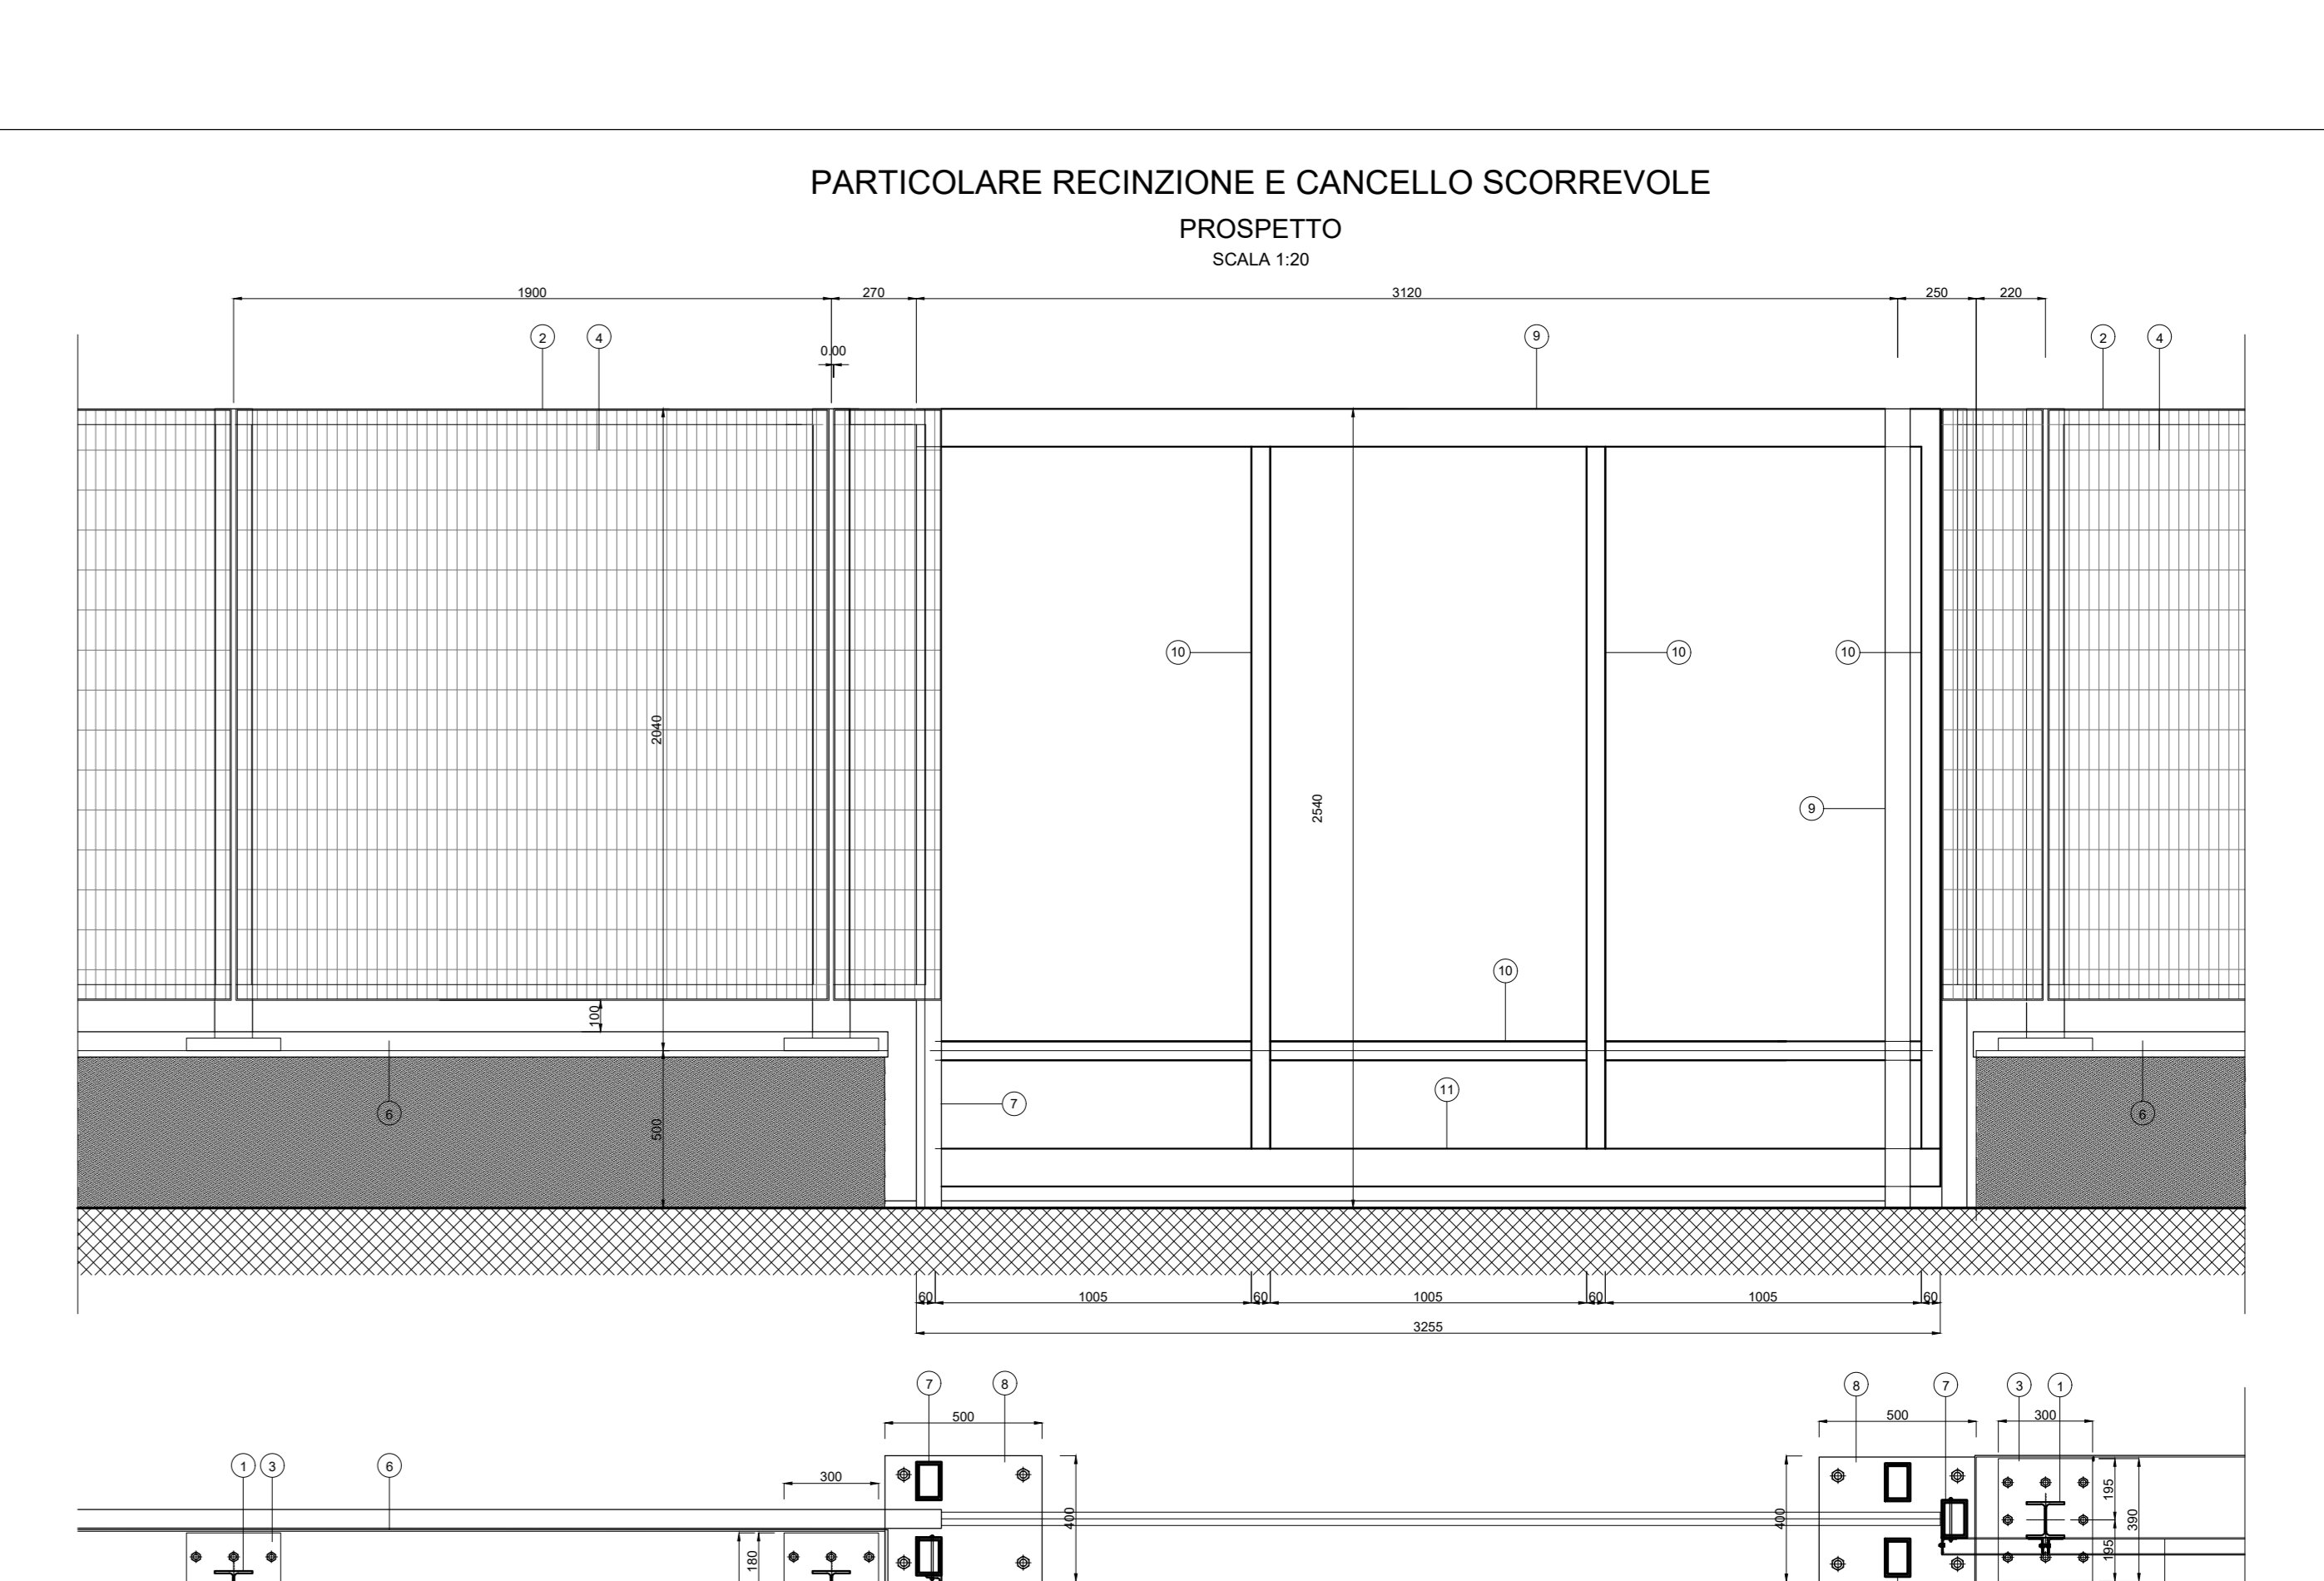 PARTICOLARE RECINZIONE E CANCELLO SCORREVOLE
PROSPETTO
SCALA 1:20
1900 270 3120 250 220
2 4 9 2 4
0.00
10 10 10
2040
2540
9
10
100
11
7
6 6
500
60 1005 60 1005 60 1005 60
3255
7 8 8 7 3 1
500 500 300
1 3 6
300
195
400 400 390
180 195